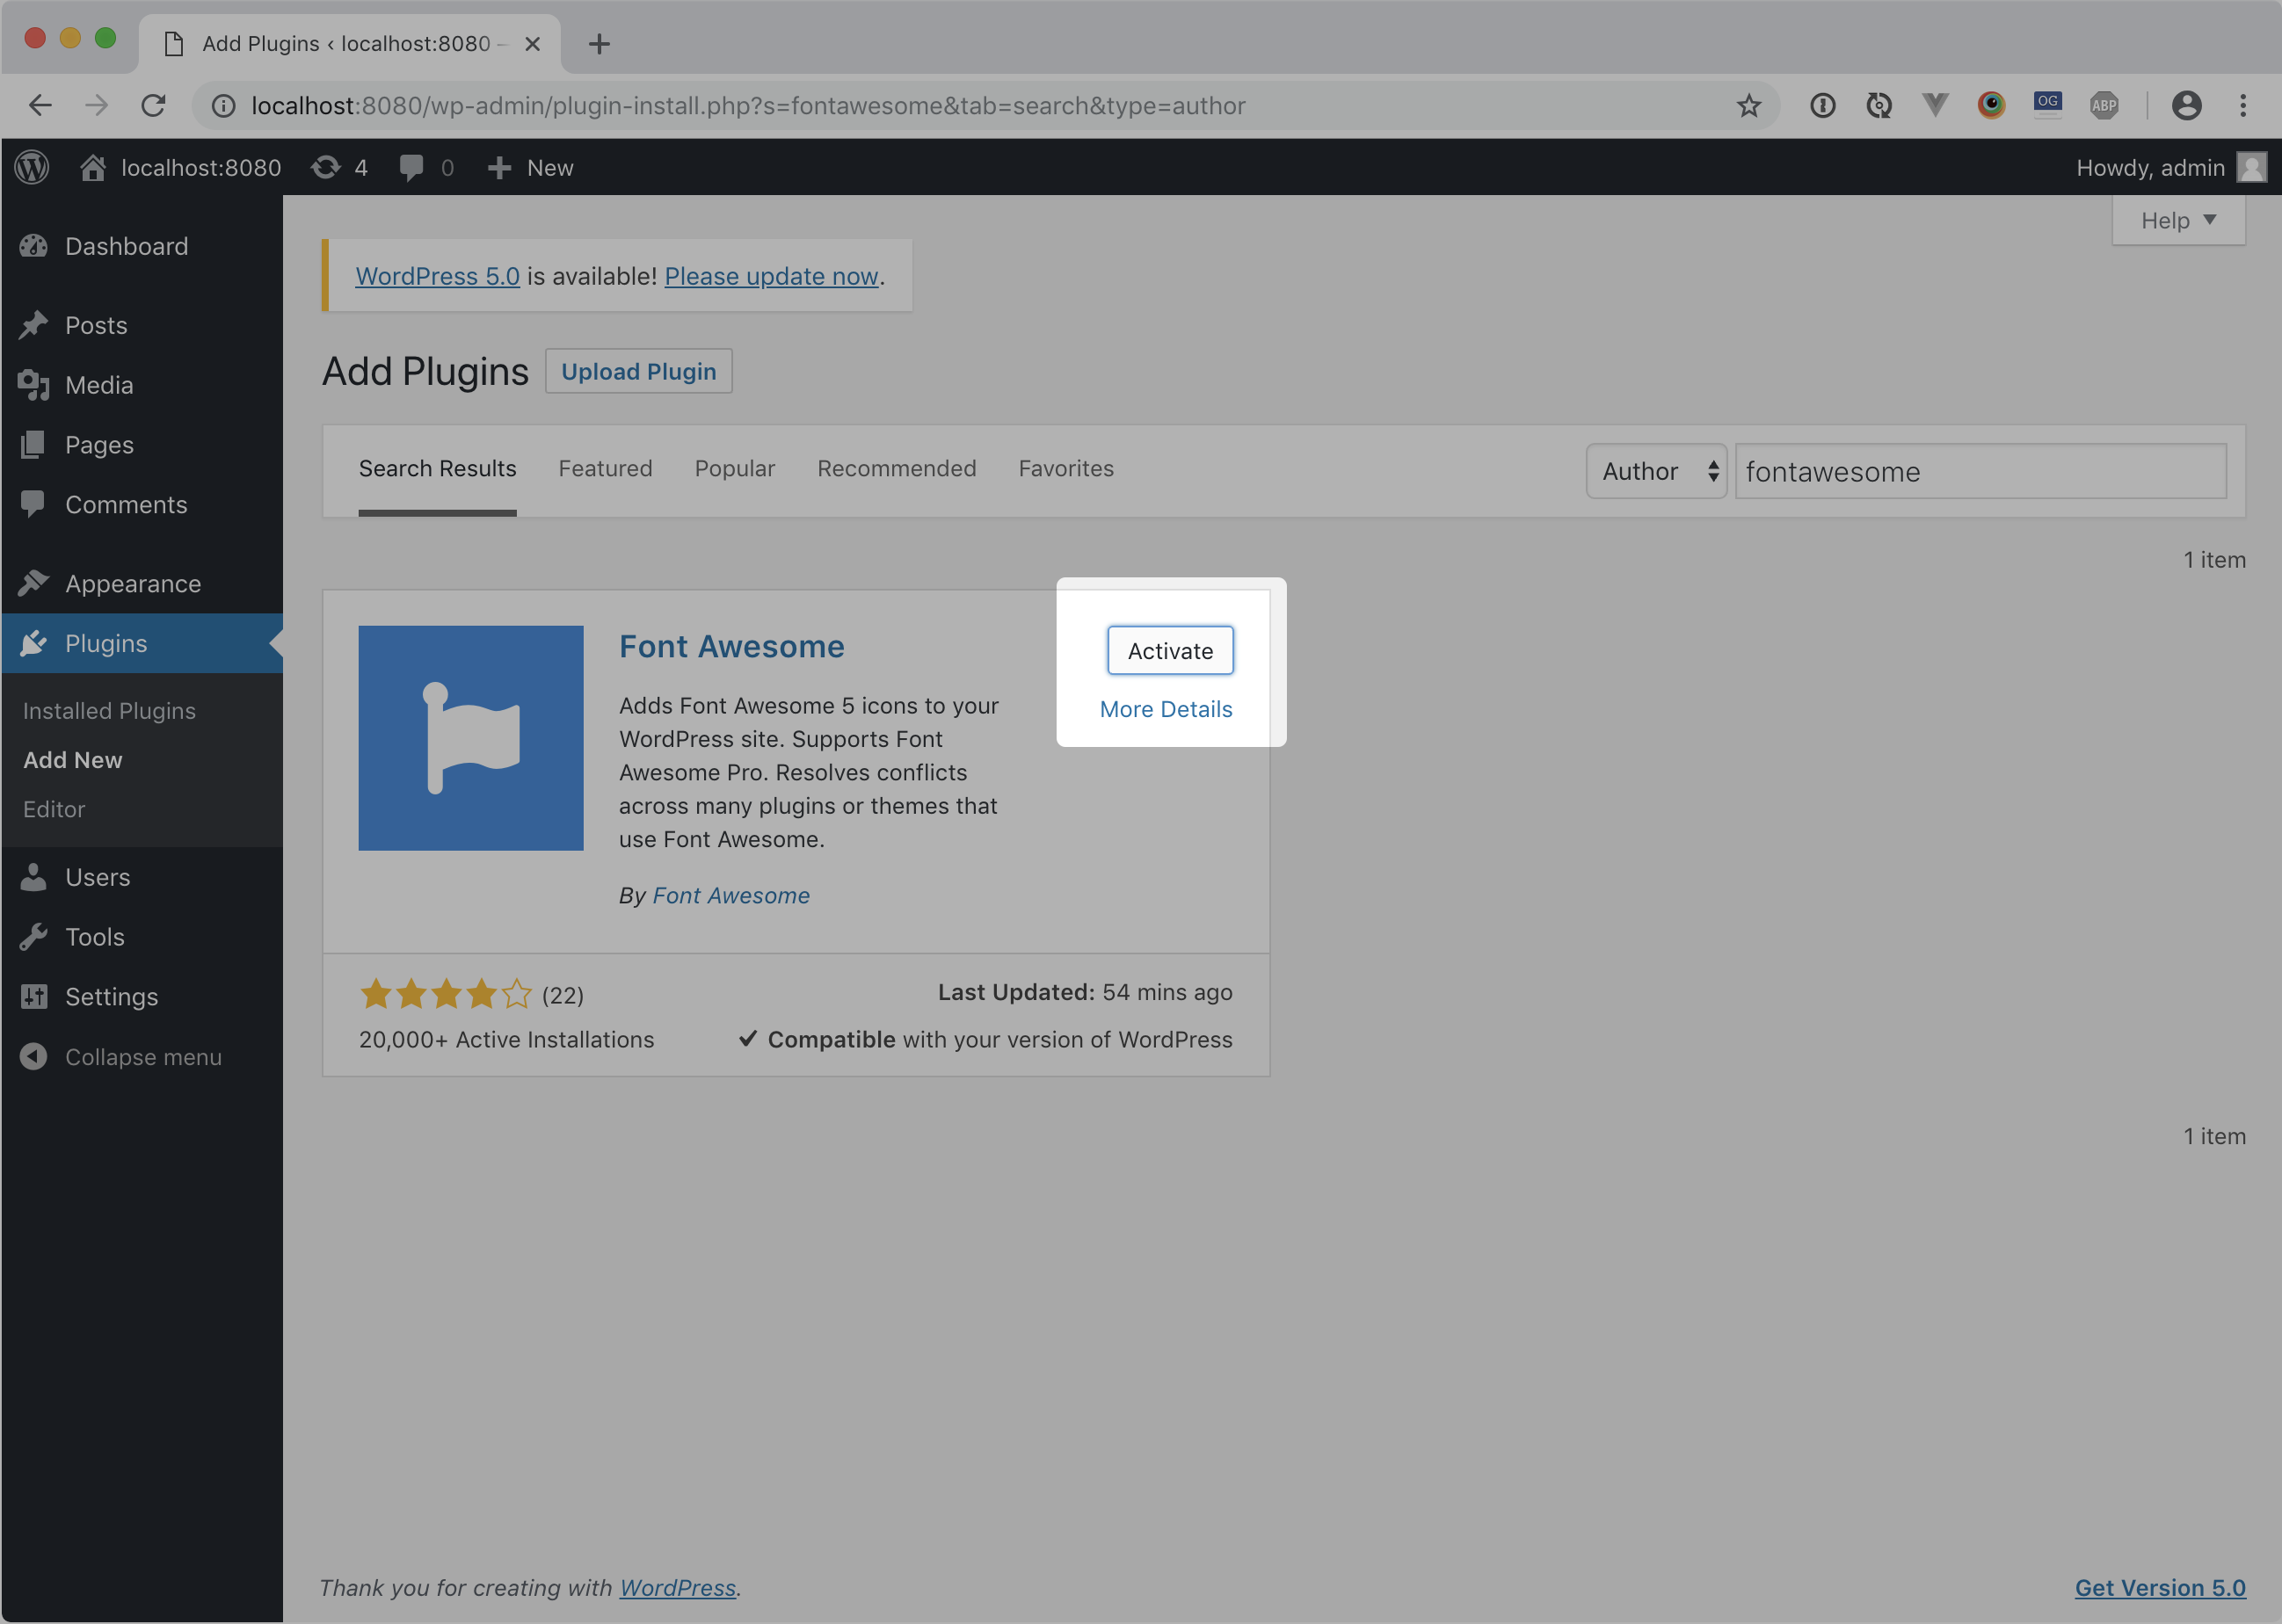 Add Plugins ‹ localhost:8080 –
localhost:8080/wp-admin/plugin-install.php?s=fontawesome&tab=search&type=author
OG
ABP
localhost:8080
4
0
New
Howdy, admin
Help
Dashboard
Posts
Media
Pages
Comments
Appearance
Plugins
Installed Plugins
Add New
Editor
Users
Tools
Settings
Collapse menu
WordPress 5.0 is available! Please update now.
Add Plugins
Upload Plugin
Search Results
Featured
Popular
Recommended
Favorites
Author
fontawesome
1 item
Font Awesome
Activate
More Details
Adds Font Awesome 5 icons to your
WordPress site. Supports Font
Awesome Pro. Resolves conflicts
across many plugins or themes that
use Font Awesome.
By Font Awesome
(22)
Last Updated: 54 mins ago
20,000+ Active Installations
Compatible with your version of WordPress
1 item
Thank you for creating with WordPress.
Get Version 5.0